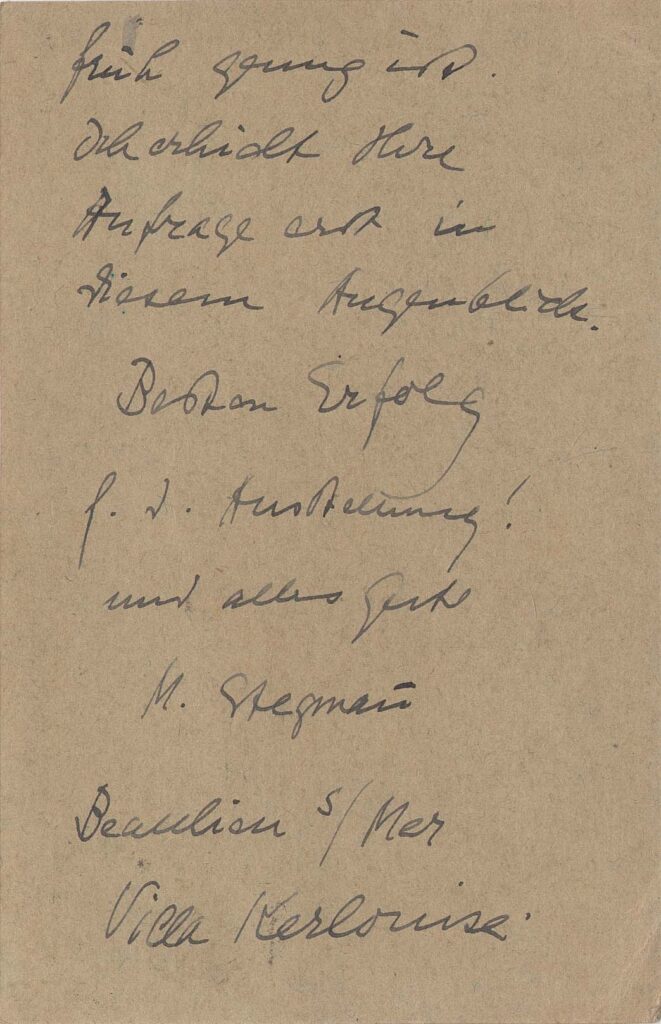 früh genug ist.
Ich erhielt Ihre
Anfrage erst in
diesem Augenblick.
Besten Erfolg
f. d. Ausstellung!
und alles Gute
M. Stegmañ
Beaulieu s/Mer
Villa Kerlouise.